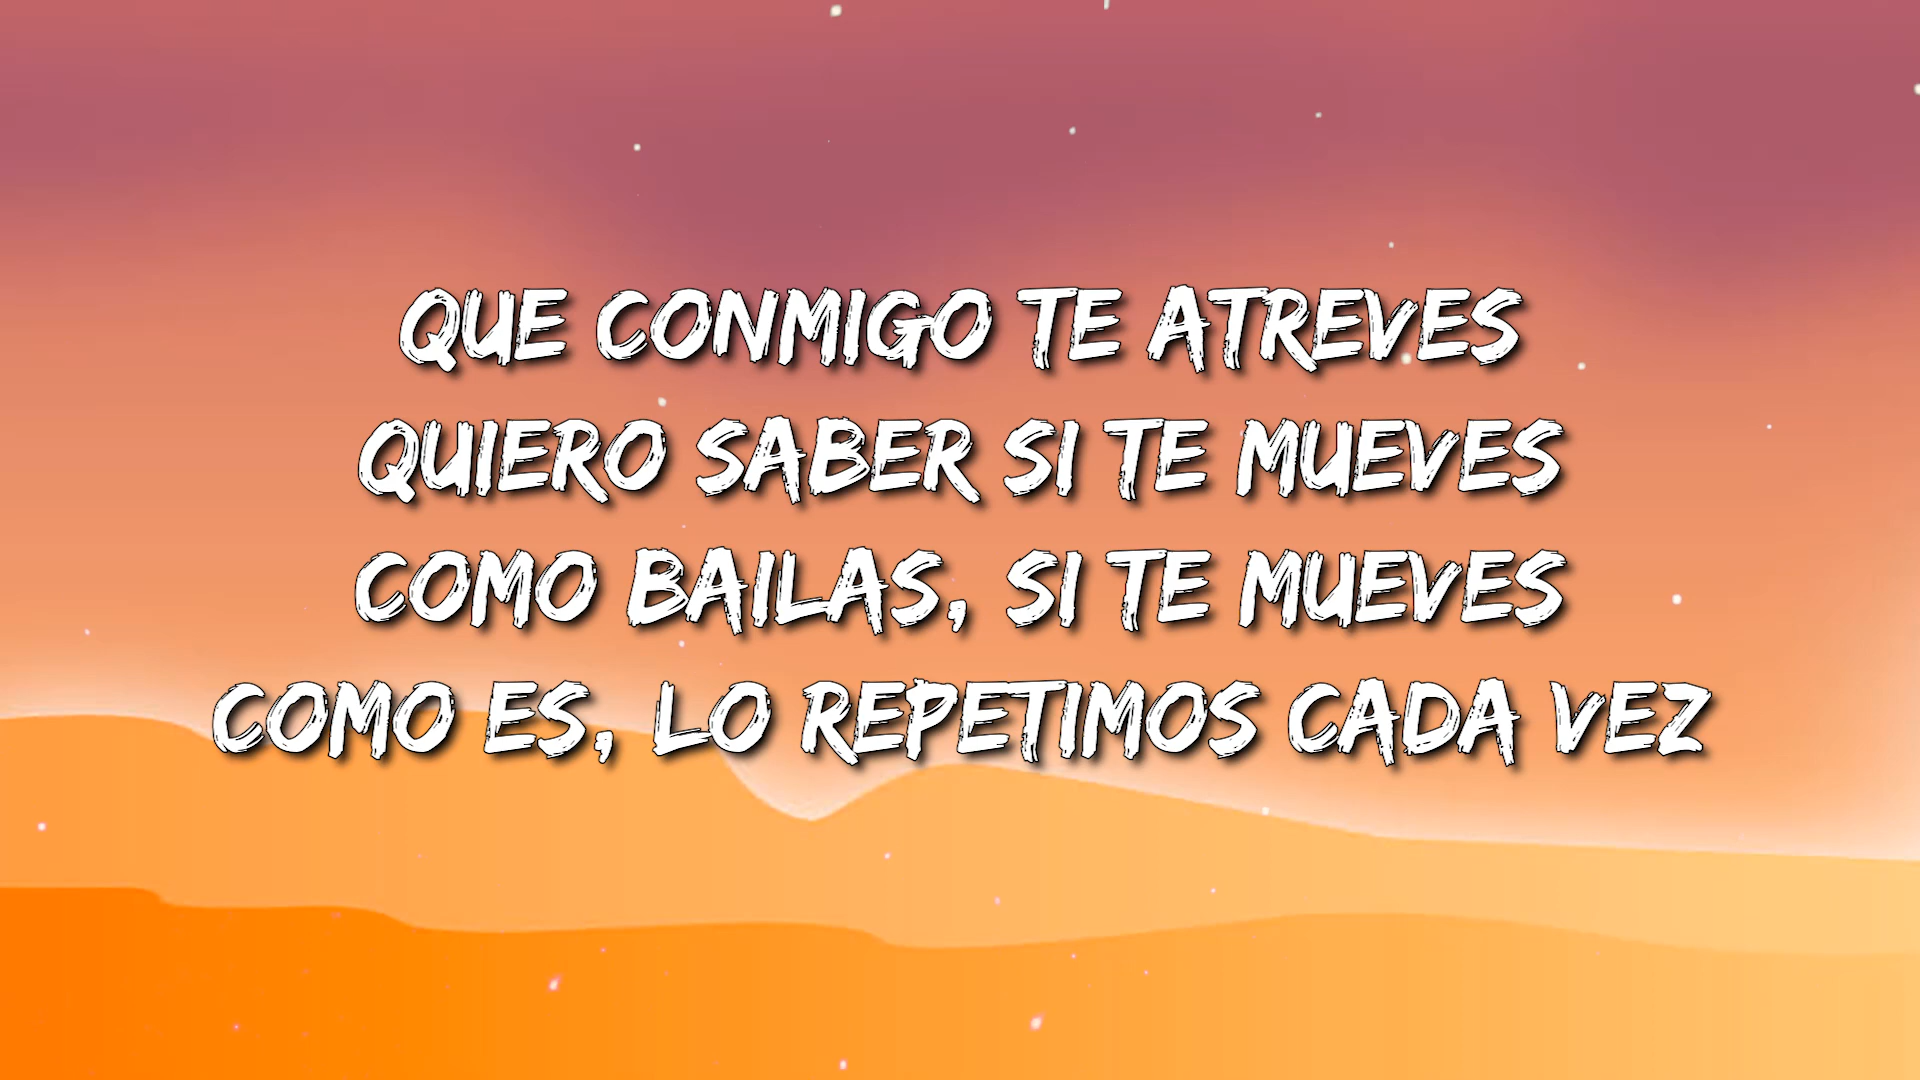 QUE CONMIGO TE ATREVES
QUIERO SABER SI TE MUEVES
COMO BAILAS, SI TE MUEVES
COMO ES, LO REPETIMOS CADA VEZ